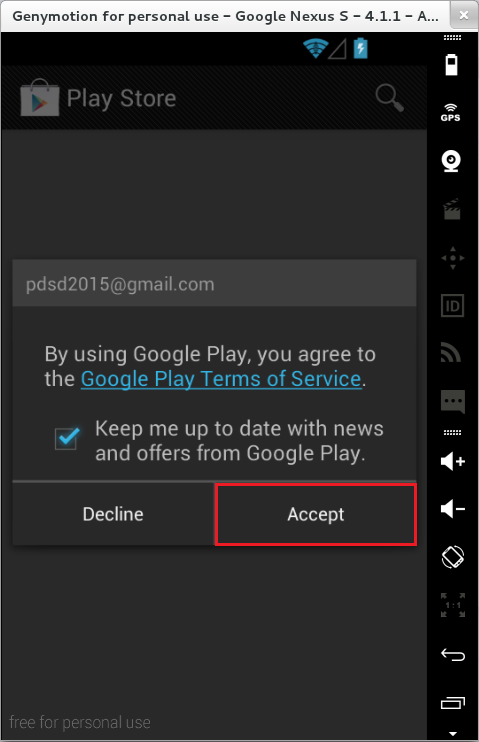 Genymotion for personal use – Google Nexus S - 4.1.1 - A...
Play Store
GPS
pdsd2015@gmail.com
By using Google Play, you agree to
the Google Play Terms of Service.
Keep me up to date with news
and offers from Google Play.
ID
Decline
Accept
1:1
free for personal use